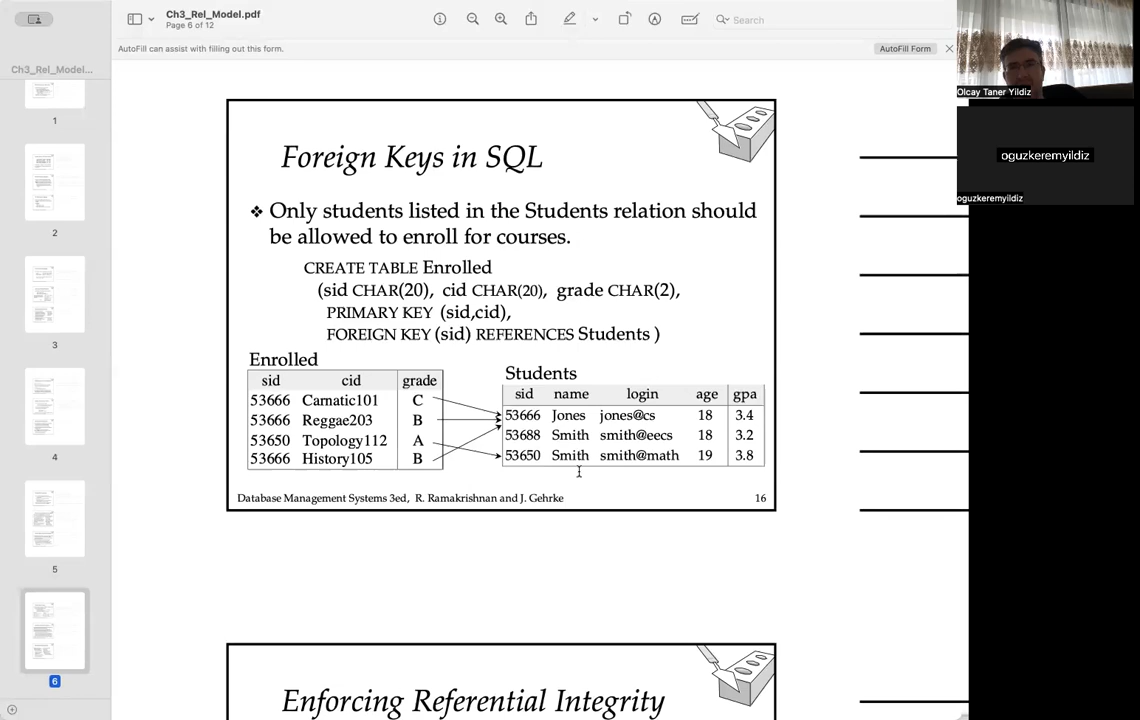 Ch3_Rel_Model.pdf
Page 6 of 12
Search
AutoFill can assist with filling out this form.
AutoFill Form
Ch3_Rel_Model...
1
2
3
4
5
6
Foreign Keys in SQL
❖ Only students listed in the Students relation should
be allowed to enroll for courses.
CREATE TABLE Enrolled
(sid CHAR(20), cid CHAR(20), grade CHAR(2),
PRIMARY KEY (sid,cid),
FOREIGN KEY (sid) REFERENCES Students )
Enrolled
sid cid grade
53666 Carnatic101 C
53666 Reggae203 B
53650 Topology112 A
53666 History105 B
Students
sid name login age gpa
53666 Jones jones@cs 18 3.4
53688 Smith smith@eecs 18 3.2
53650 Smith smith@math 19 3.8
Database Management Systems 3ed, R. Ramakrishnan and J. Gehrke 16
Enforcing Referential Integrity
Olcay Taner Yildiz
oguzkeremyildiz
oguzkeremyildiz